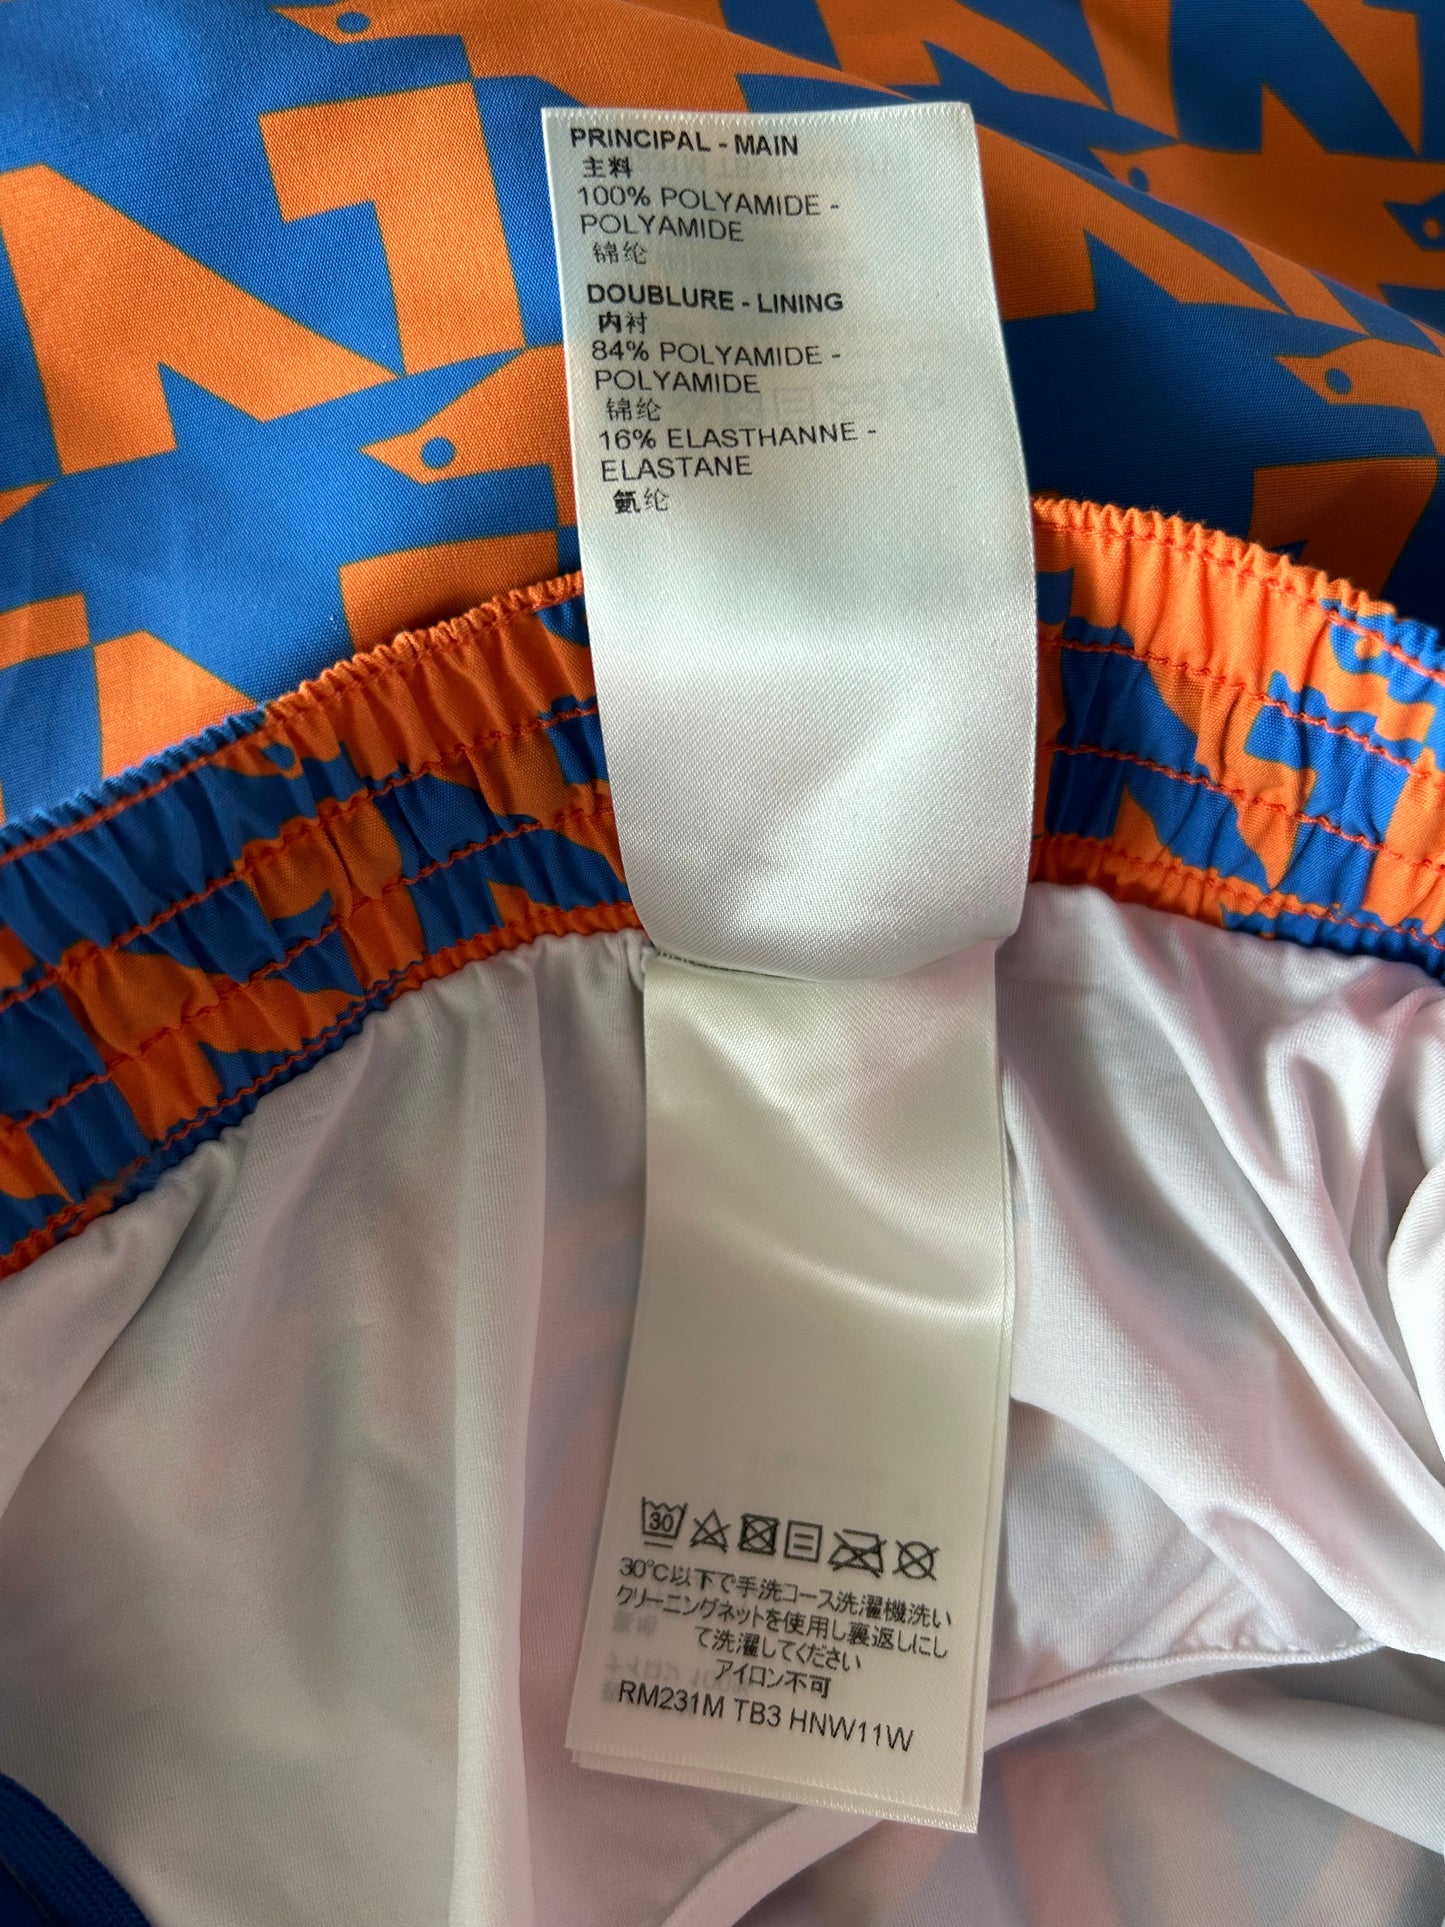 PRINCIPAL - MAIN
主料
100% POLYAMIDE -
POLYAMIDE
锦纶
DOUBLURE - LINING
内衬
84% POLYAMIDE -
POLYAMIDE
锦纶
16% ELASTHANNE -
ELASTANE
氨纶
30
30℃以下で手洗コース洗濯機洗い
クリーニングネットを使用し裏返しにし
て洗濯してください
アイロン不可
RM231M TB3 HNW11W